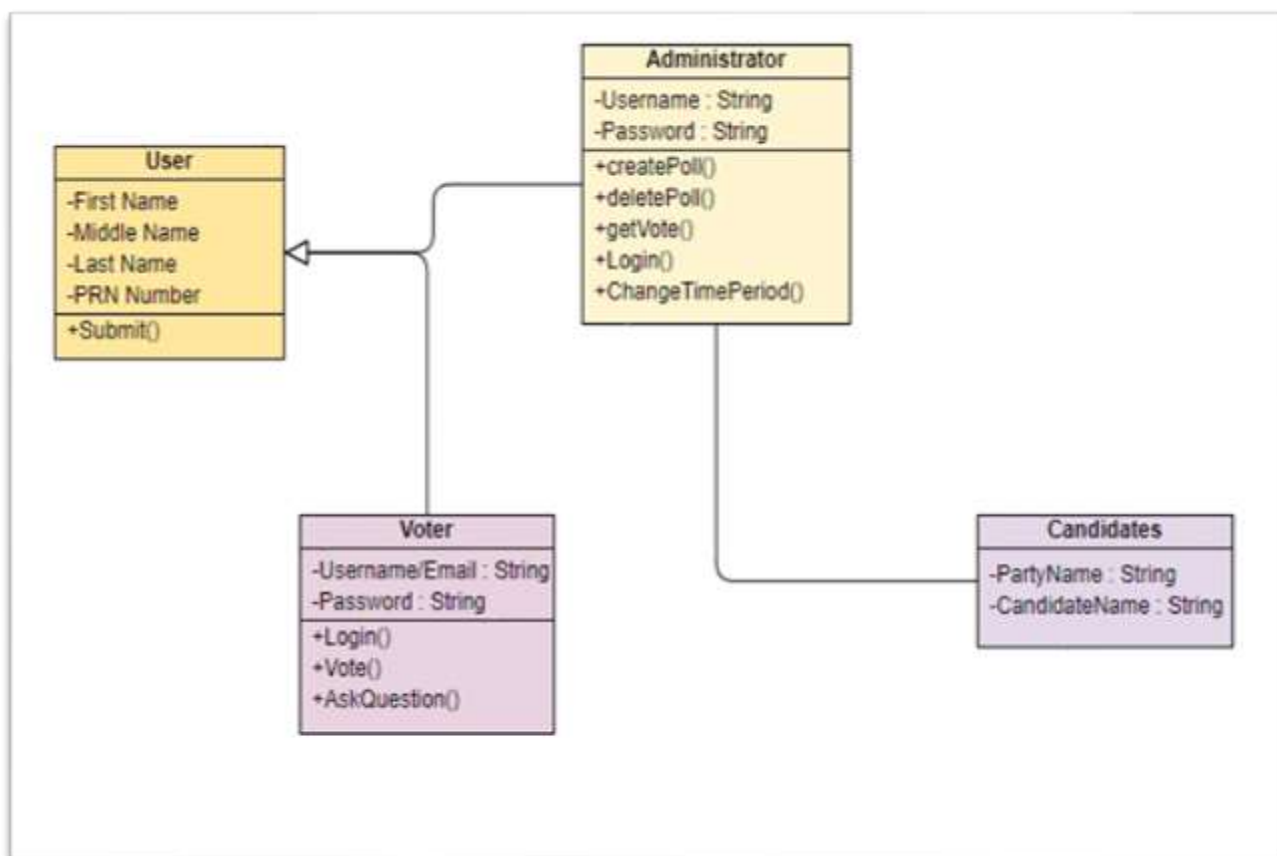 Administrator
-Username : String
-Password : String
+createPoll()
+deletePoll()
+getVote()
+Login()
+ChangeTimePeriod()
User
-First Name
-Middle Name
-Last Name
-PRN Number
+Submit()
Voter
-Username/Email : String
-Password : String
+Login()
+Vote()
+AskQuestion()
Candidates
-PartyName : String
-CandidateName : String